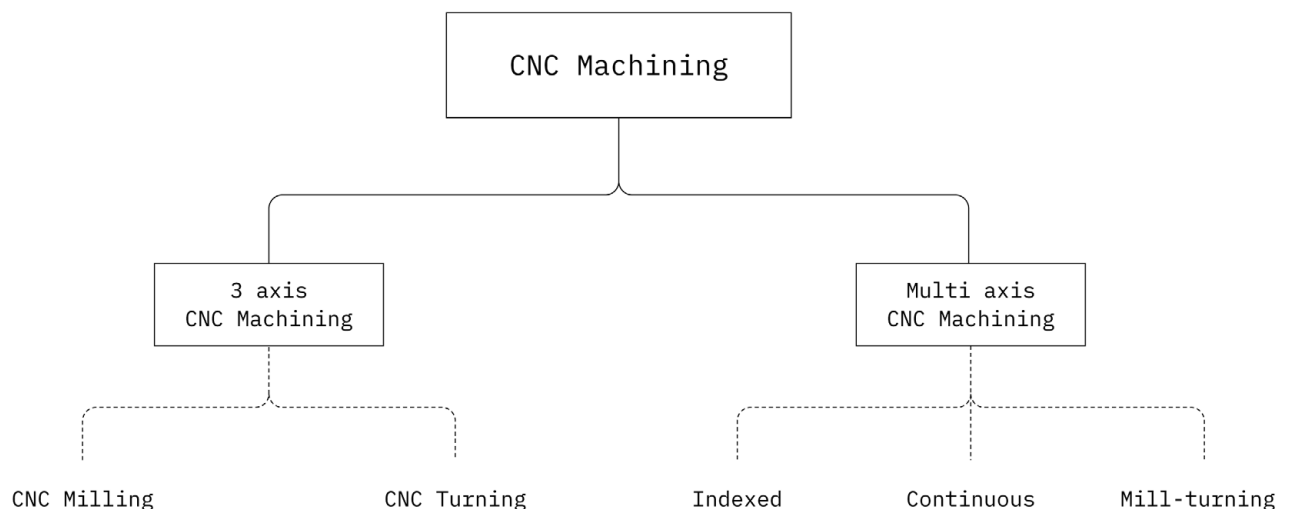 CNC Machining
3 axis
CNC Machining
Multi axis
CNC Machining
CNC Milling
CNC Turning
Indexed
Continuous
Mill-turning